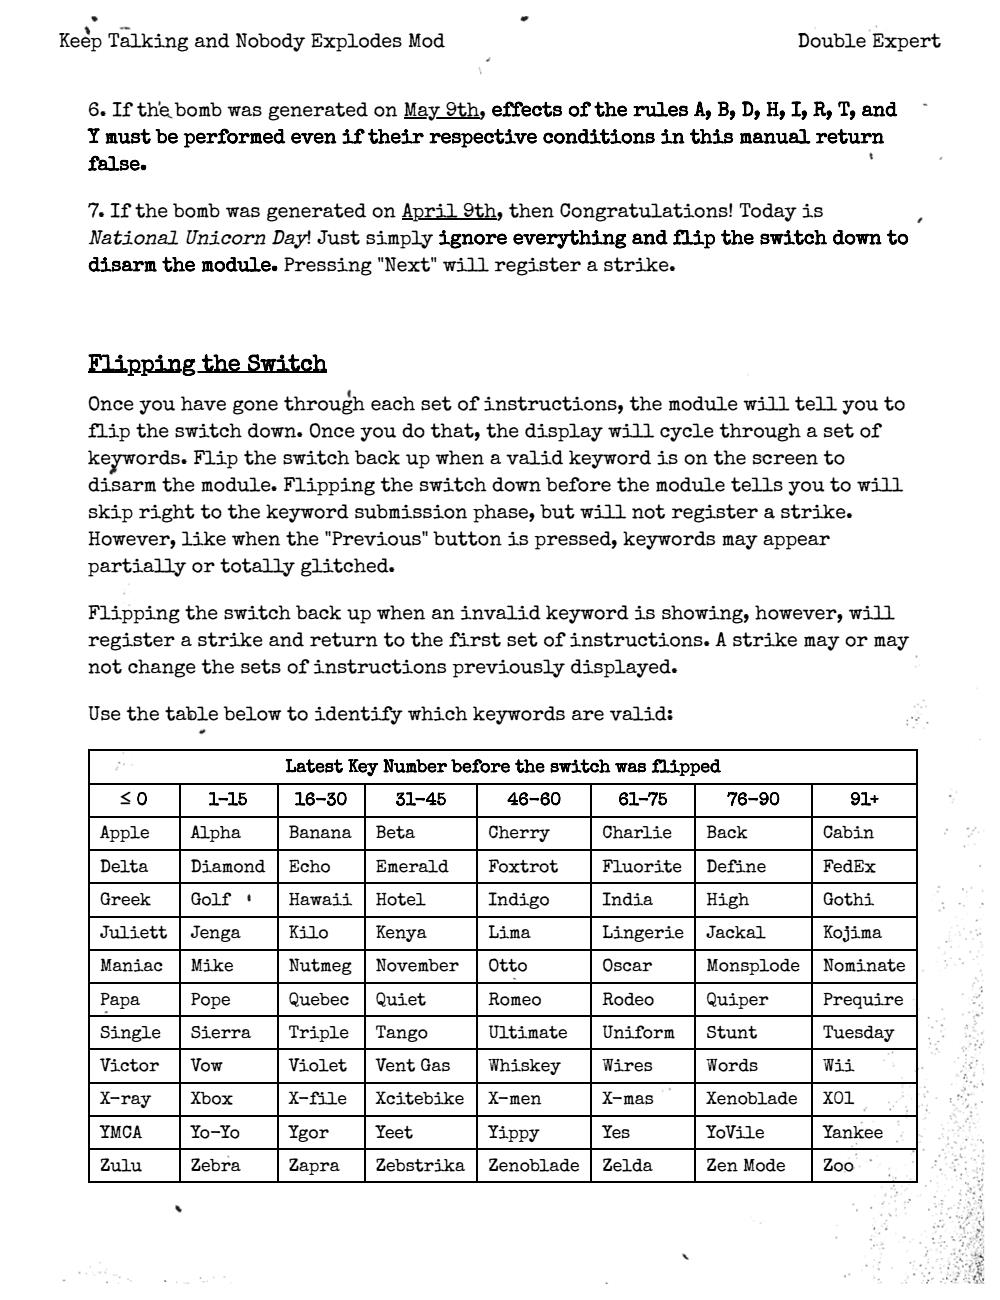 Keep Talking and Nobody Explodes Mod Double Expert
6. If the bomb was generated on May 9th, effects of the rules A, B, D, H, I, R, T, and
Y must be performed even if their respective conditions in this manual return
false.
7. If the bomb was generated on April 9th, then Congratulations! Today is
National Unicorn Day! Just simply ignore everything and flip the switch down to
disarm the module. Pressing "Next" will register a strike.
Flipping the Switch
Once you have gone through each set of instructions, the module will tell you to
flip the switch down. Once you do that, the display will cycle through a set of
keywords. Flip the switch back up when a valid keyword is on the screen to
disarm the module. Flipping the switch down before the module tells you to will
skip right to the keyword submission phase, but will not register a strike.
However, like when the "Previous" button is pressed, keywords may appear
partially or totally glitched.
Flipping the switch back up when an invalid keyword is showing, however, will
register a strike and return to the first set of instructions. A strike may or may
not change the sets of instructions previously displayed.
Use the table below to identify which keywords are valid:
Latest Key Number before the switch was flipped
≤ 0 1-15 16-30 31-45 46-60 61-75 76-90 91+
Apple Alpha Banana Beta Cherry Charlie Back Cabin
Delta Diamond Echo Emerald Foxtrot Fluorite Define FedEx
Greek Golf Hawaii Hotel Indigo India High Gothi
Juliett Jenga Kilo Kenya Lima Lingerie Jackal Kojima
Maniac Mike Nutmeg November Otto Oscar Monsplode Nominate
Papa Pope Quebec Quiet Romeo Rodeo Quiper Prequire
Single Sierra Triple Tango Ultimate Uniform Stunt Tuesday
Victor Vow Violet Vent Gas Whiskey Wires Words Wii
X-ray Xbox X-file Xcitebike X-men X-mas Xenoblade X01
YMCA Yo-Yo Ygor Yeet Yippy Yes YoVile Yankee
Zulu Zebra Zapra Zebstrika Zenoblade Zelda Zen Mode Zoo